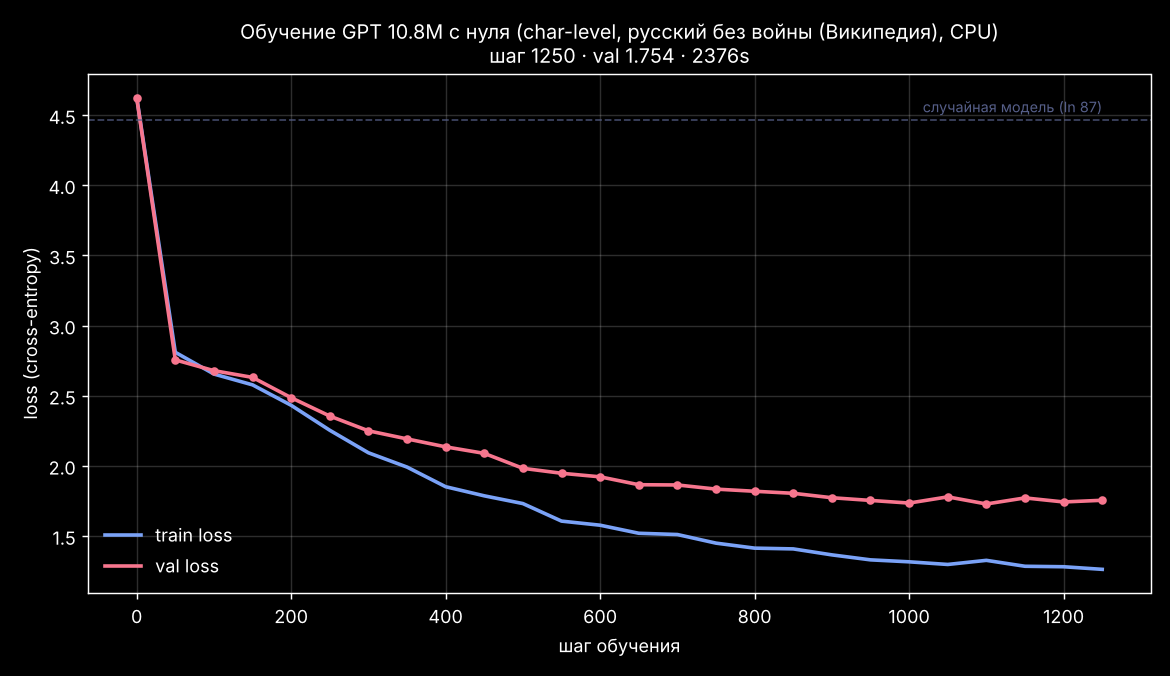 Обучение GPT 10.8M с нуля (char-level, русский без войны (Википедия), CPU)
шаг 1250 · val 1.754 · 2376s
случайная модель (ln 87)
4.5
4.0
3.5
3.0
2.5
2.0
1.5
loss (cross-entropy)
train loss
val loss
0
200
400
600
800
1000
1200
шаг обучения